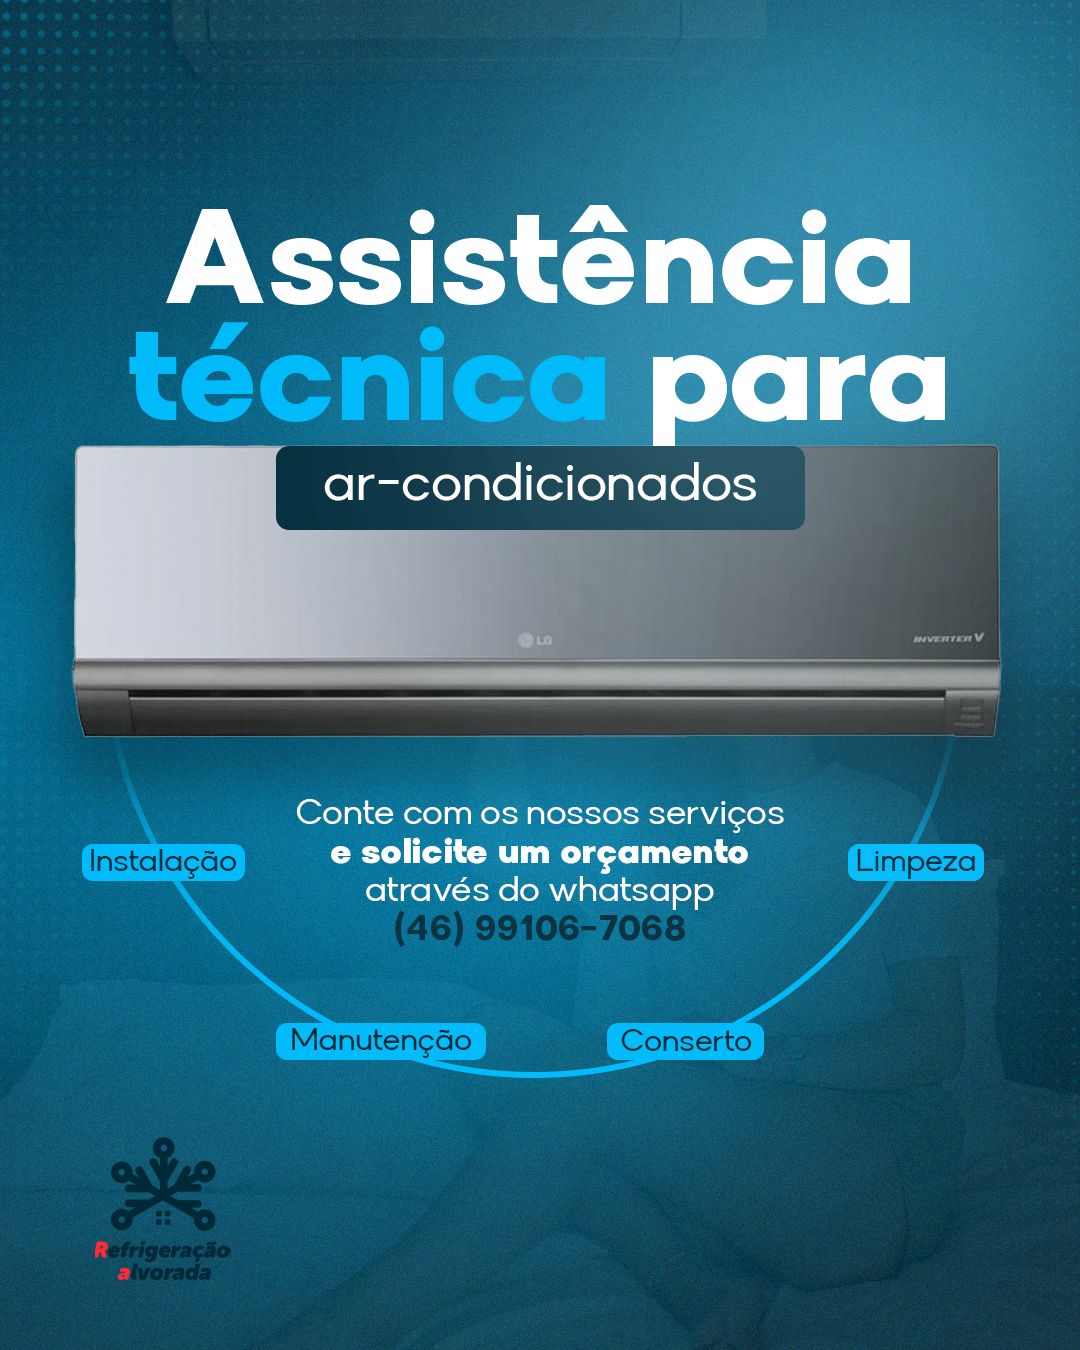 Assistência
técnica para
ar-condicionados
LG
INVERTER V
Conte com os nossos serviços
e solicite um orçamento
através do whatsapp
(46) 99106-7068
Instalação
Limpeza
Manutenção
Conserto
Refrigeração
alvorada